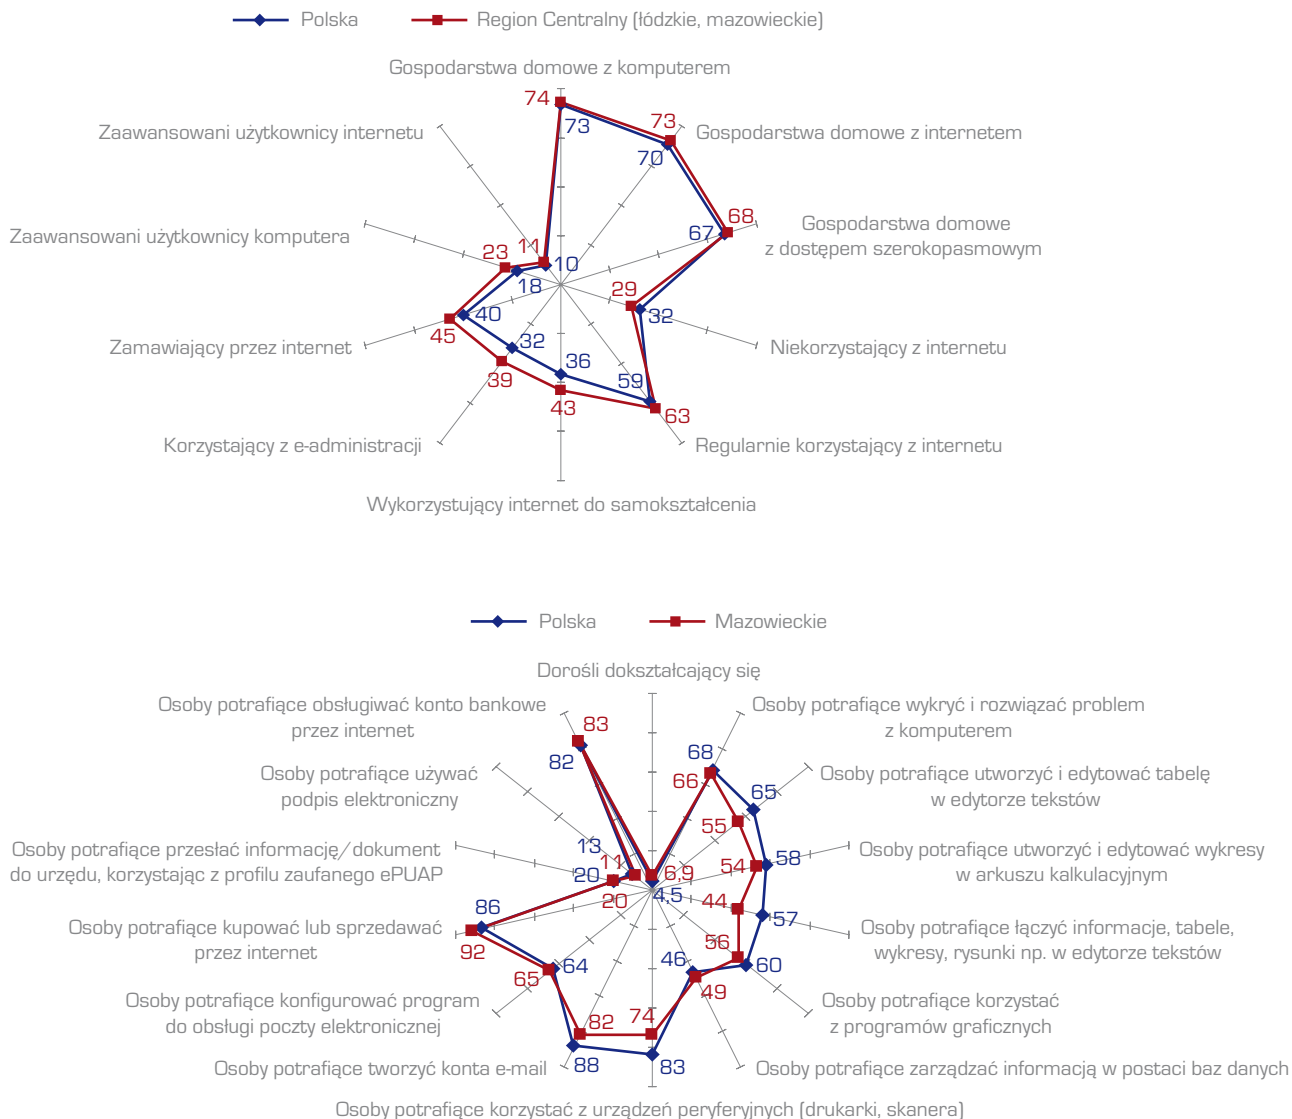 Polska
Region Centralny (łódzkie, mazowieckie)
Gospodarstwa domowe z komputerem
74
73
Zaawansowani użytkownicy internetu
73
Gospodarstwa domowe z internetem
70
Gospodarstwa domowe
z dostępem szerokopasmowym
68
67
Zaawansowani użytkownicy komputera
23
11
10
18
29
32
40
45
Zamawiający przez internet
Niekorzystający z internetu
32
36
59
39
43
63
Korzystający z e-administracji
Regularnie korzystający z internetu
Wykorzystujący internet do samokształcenia
Polska
Mazowieckie
Dorośli dokształcający się
Osoby potrafiące obsługiwać konto bankowe
przez internet
83
82
Osoby potrafiące wykryć i rozwiązać problem
z komputerem
68
66
Osoby potrafiące używać
podpis elektroniczny
Osoby potrafiące utworzyć i edytować tabelę
w edytorze tekstów
65
55
13
11
Osoby potrafiące przesłać informację/dokument
do urzędu, korzystając z profilu zaufanego ePUAP
20
20
6,9
4,5
54
58
Osoby potrafiące utworzyć i edytować wykresy
w arkuszu kalkulacyjnym
44
57
Osoby potrafiące kupować lub sprzedawać
przez internet
86
92
Osoby potrafiące łączyć informacje, tabele,
wykresy, rysunki np. w edytorze tekstów
56
60
64
65
46
49
Osoby potrafiące konfigurować program
do obsługi poczty elektronicznej
Osoby potrafiące korzystać
z programów graficznych
82
74
88
83
Osoby potrafiące tworzyć konta e-mail
Osoby potrafiące zarządzać informacją w postaci baz danych
Osoby potrafiące korzystać z urządzeń peryferyjnych (drukarki, skanera)